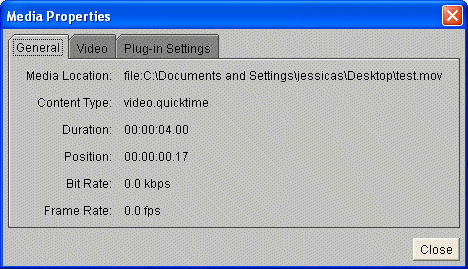 Media Properties
General Video Plug-in Settings
Media Location: file:C:\Documents and Settings\jessicas\Desktop\test.mov
Content Type: video.quicktime
Duration: 00:00:04.00
Position: 00:00:00.17
Bit Rate: 0.0 kbps
Frame Rate: 0.0 fps
Close